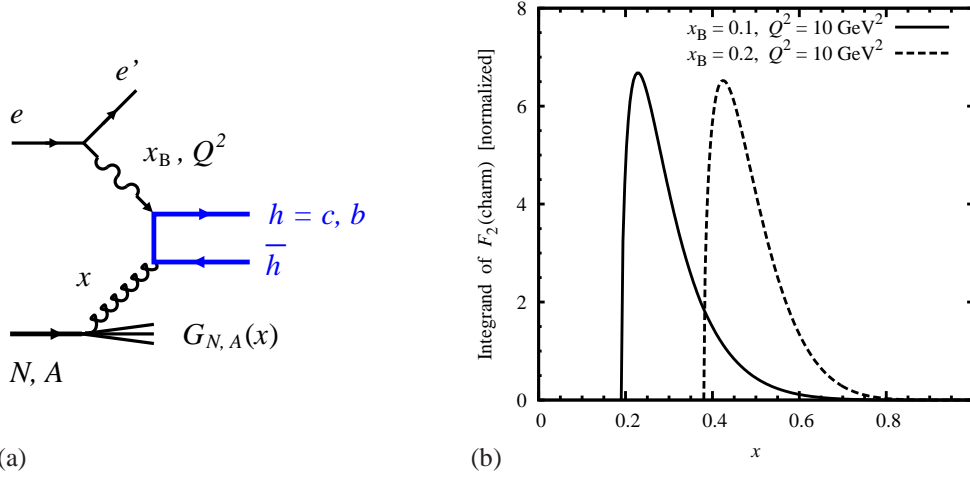 e
e'
x_B , Q^2
h = c, b
h̅
x
G_{N, A}(x)
N, A
(a)
Integrand of F_2(charm) [normalized]
x_B = 0.1, Q^2 = 10 GeV^2
x_B = 0.2, Q^2 = 10 GeV^2
8
6
4
2
0
0 0.2 0.4 0.6 0.8
x
(b)